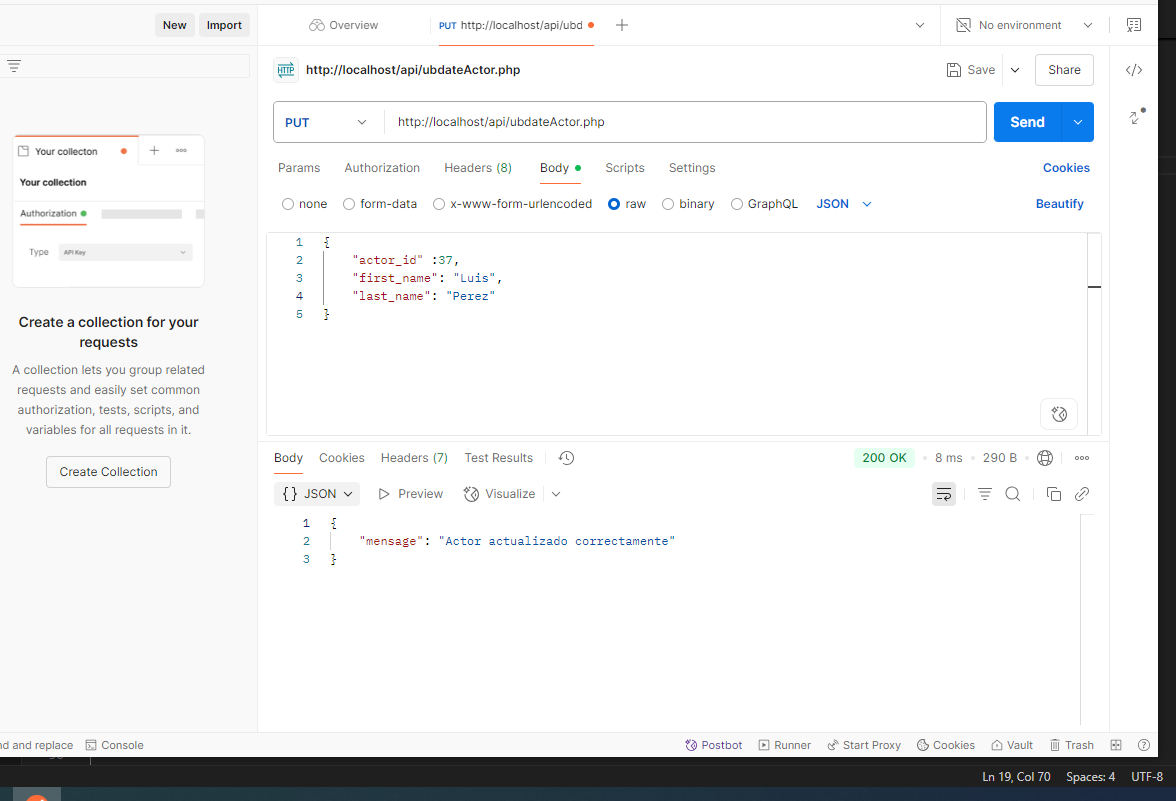 New Import
Overview PUT http://localhost/api/ubd No environment
HTTP http://localhost/api/ubdateActor.php Save Share
PUT http://localhost/api/ubdateActor.php Send
Params Authorization Headers (8) Body Scripts Settings Cookies
none form-data x-www-form-urlencoded raw binary GraphQL JSON Beautify
1 {
2 "actor_id" :37,
3 "first_name": "Luis",
4 "last_name": "Perez"
5 }
Your collecton
Your collection
Authorization
Type API Key
Create a collection for your
requests
A collection lets you group related
requests and easily set common
authorization, tests, scripts, and
variables for all requests in it.
Create Collection
Body Cookies Headers (7) Test Results 200 OK 8 ms 290 B
{} JSON Preview Visualize
1 {
2 "mensage": "Actor actualizado correctamente"
3 }
and replace Console Postbot Runner Start Proxy Cookies Vault Trash
Ln 19, Col 70 Spaces: 4 UTF-8